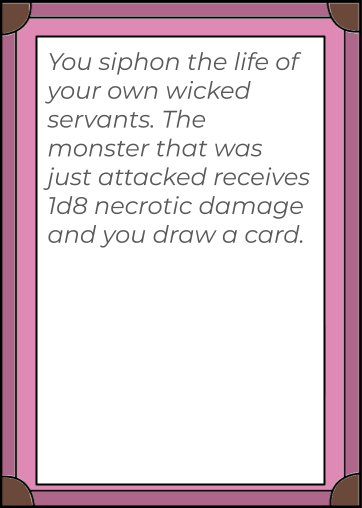 You siphon the life of
your own wicked
servants. The
monster that was
just attacked receives
1d8 necrotic damage
and you draw a card.